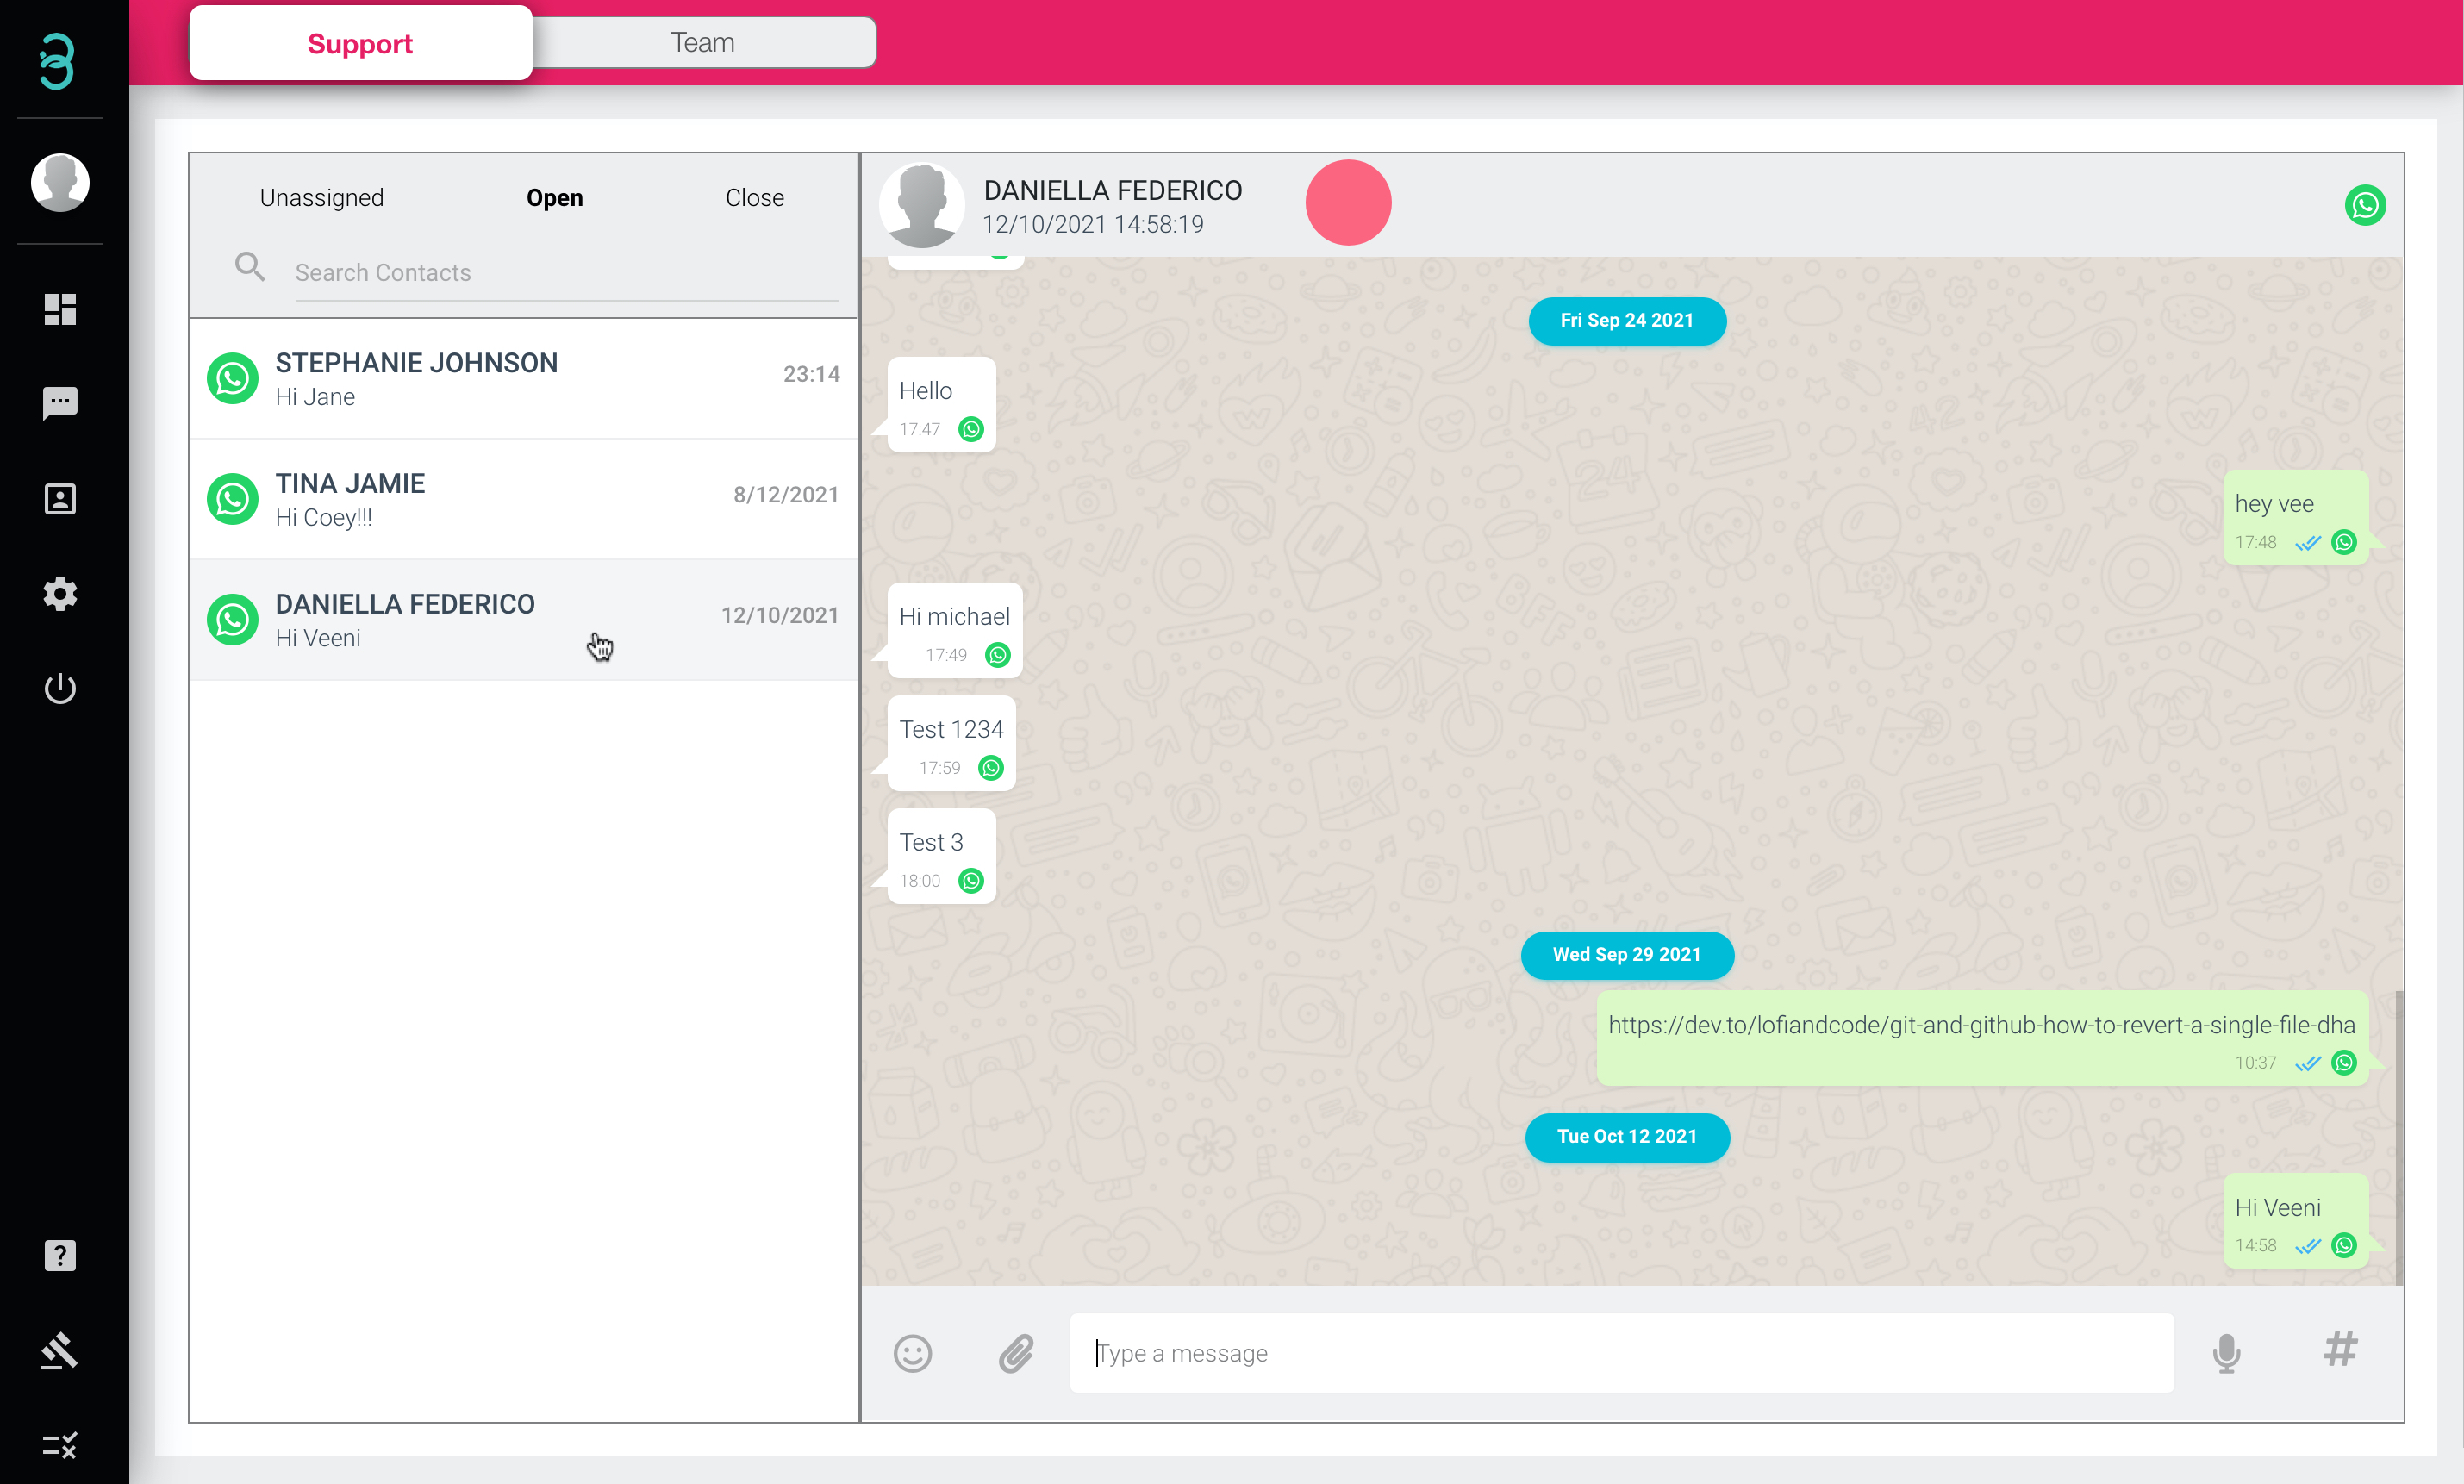 Support
Team
Unassigned
Open
Close
Search Contacts
STEPHANIE JOHNSON
23:14
Hi Jane
TINA JAMIE
8/12/2021
Hi Coey!!!
DANIELLA FEDERICO
12/10/2021
Hi Veeni
DANIELLA FEDERICO
12/10/2021 14:58:19
Fri Sep 24 2021
Hello
17:47
hey vee
17:48
Hi michael
17:49
Test 1234
17:59
Test 3
18:00
Wed Sep 29 2021
https://dev.to/lofiandcode/git-and-github-how-to-revert-a-single-file-dha
10:37
Tue Oct 12 2021
Hi Veeni
14:58
Type a message
#